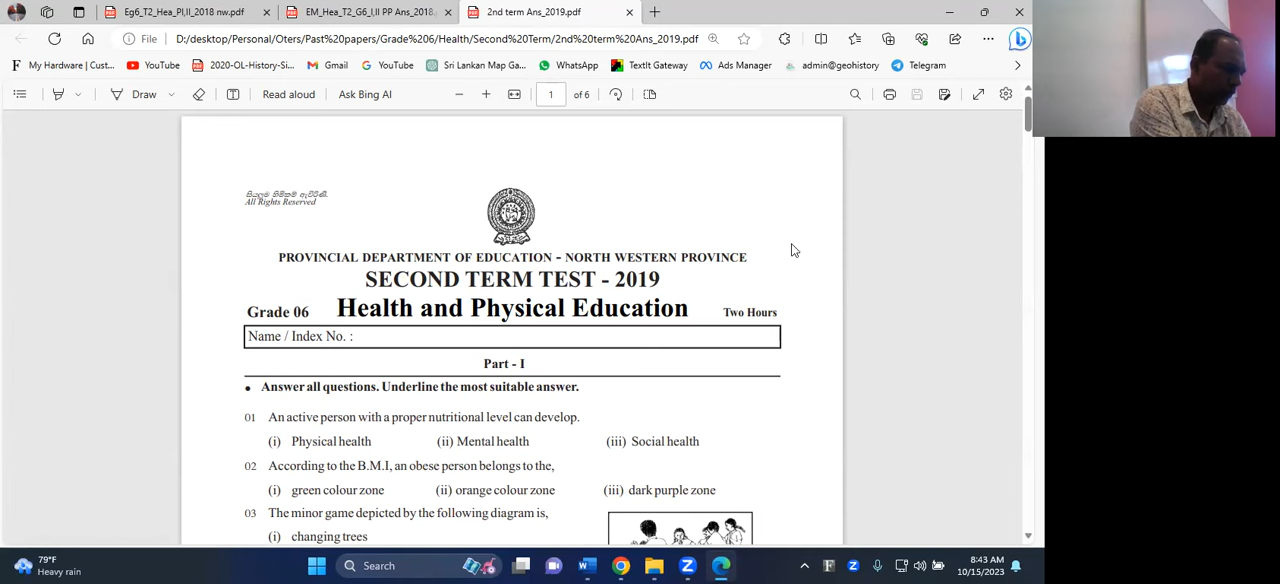 Eg6_T2_Hea_PI,II_2018 nw.pdf
EM_Hea_T2_G6_I,II PP Ans_2018.
2nd term Ans_2019.pdf
File
D:/desktop/Personal/Oters/Past%20papers/Grade%206/Health/Second%20Term/2nd%20term%20Ans_2019.pdf
My Hardware | Cust...
YouTube
2020-OL-History-Si...
Gmail
YouTube
Sri Lankan Map Ga...
WhatsApp
TextIt Gateway
Ads Manager
admin@geohistory
Telegram
Draw
Read aloud
Ask Bing AI
1
of 6
සියලුම හිමිකම් ඇවිරිණි.
All Rights Reserved
PROVINCIAL DEPARTMENT OF EDUCATION - NORTH WESTERN PROVINCE
SECOND TERM TEST - 2019
Grade 06
Health and Physical Education
Two Hours
Name / Index No. :
Part - I
• Answer all questions. Underline the most suitable answer.
01 An active person with a proper nutritional level can develop.
(i) Physical health (ii) Mental health (iii) Social health
02 According to the B.M.I, an obese person belongs to the,
(i) green colour zone (ii) orange colour zone (iii) dark purple zone
03 The minor game depicted by the following diagram is,
(i) changing trees
79°F
Heavy rain
Search
8:43 AM
10/15/2023